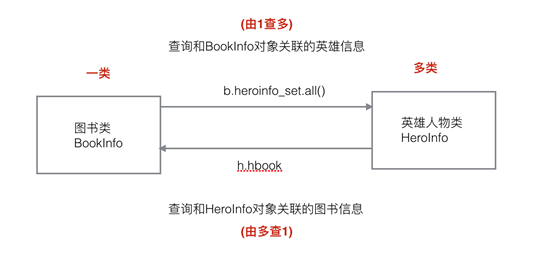 (由1查多)
查询和BookInfo对象关联的英雄信息
一类
多类
b.heroinfo_set.all()
图书类
BookInfo
英雄人物类
HeroInfo
h.hbook
查询和HeroInfo对象关联的图书信息
(由多查1)